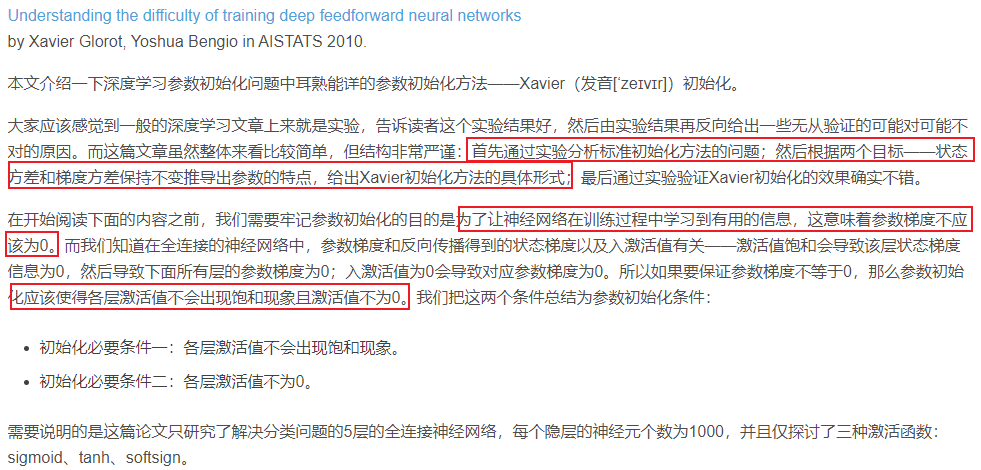 Understanding the difficulty of training deep feedforward neural networks
by Xavier Glorot, Yoshua Bengio in AISTATS 2010.
本文介绍一下深度学习参数初始化问题中耳熟能详的参数初始化方法——Xavier（发音[ˈzeɪvɪr]）初始化。
大家应该感觉到一般的深度学习文章上来就是实验，告诉读者这个实验结果好，然后由实验结果再反向给出一些无从验证的可能对可能不
对的原因。而这篇文章虽然整体来看比较简单，但结构非常严谨：首先通过实验分析标准初始化方法的问题；然后根据两个目标——状态
方差和梯度方差保持不变推导出参数的特点，给出Xavier初始化方法的具体形式；最后通过实验验证Xavier初始化的效果确实不错。
在开始阅读下面的内容之前，我们需要牢记参数初始化的目的是为了让神经网络在训练过程中学习到有用的信息，这意味着参数梯度不应
该为0。而我们知道在全连接的神经网络中，参数梯度和反向传播得到的状态梯度以及入激活值有关——激活值饱和会导致该层状态梯度
信息为0，然后导致下面所有层的参数梯度为0；入激活值为0会导致对应参数梯度为0。所以如果要保证参数梯度不等于0，那么参数初始
化应该使得各层激活值不会出现饱和现象且激活值不为0。我们把这两个条件总结为参数初始化条件：
• 初始化必要条件一：各层激活值不会出现饱和现象。
• 初始化必要条件二：各层激活值不为0。
需要说明的是这篇论文只研究了解决分类问题的5层的全连接神经网络，每个隐层的神经元个数为1000，并且仅探讨了三种激活函数：
sigmoid、tanh、softsign。